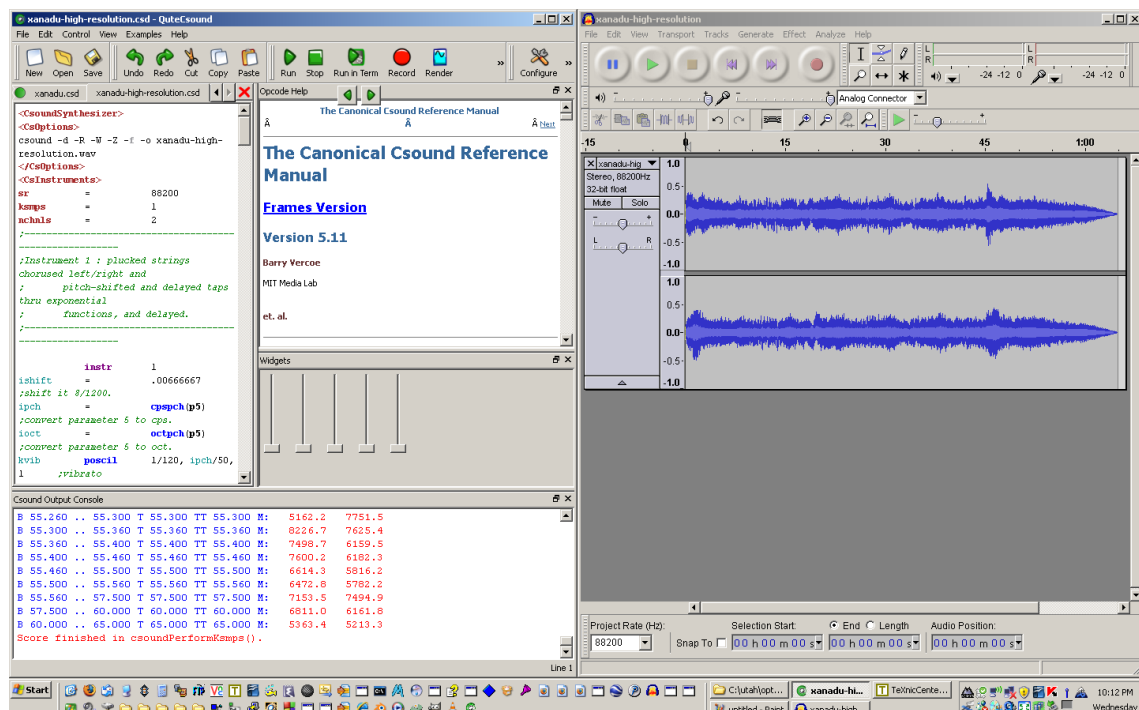 xanadu-high-resolution.csd - QuteCsound
File Edit Control View Examples Help
New Open Save Undo Redo Cut Copy Paste Run Stop Run in Term Record Render » Configure »
xanadu.csd xanadu-high-resolution.csd
<CsoundSynthesizer>
<CsOptions>
csound -d -R -W -Z -f -o xanadu-high-
resolution.wav
</CsOptions>
<CsInstruments>
sr = 88200
ksmps = 1
nchnls = 2
;-----------------------------------
------------------
;Instrument 1 : plucked strings
chorused left/right and
; pitch-shifted and delayed taps
thru exponential
; functions, and delayed.
;-----------------------------------
------------------
instr 1
ishift = .00666667
;shift it 8/1200.
ipch = cpspch(p5)
;convert parameter 5 to cps.
ioct = octpch(p5)
;convert parameter 5 to oct.
kvib poscil 1/120, ipch/50,
1 ;vibrato
Opcode Help
The Canonical Csound Reference Manual
Â Â Â Next
The Canonical Csound Reference
Manual
Frames Version
Version 5.11
Barry Vercoe
MIT Media Lab
et. al.
Widgets
Csound Output Console
B 55.260 .. 55.300 T 55.300 TT 55.300 M: 5162.2 7751.5
B 55.300 .. 55.360 T 55.360 TT 55.360 M: 8226.7 7625.4
B 55.360 .. 55.400 T 55.400 TT 55.400 M: 7498.7 6159.5
B 55.400 .. 55.460 T 55.460 TT 55.460 M: 7600.2 6182.3
B 55.460 .. 55.500 T 55.500 TT 55.500 M: 6614.3 5816.2
B 55.500 .. 55.560 T 55.560 TT 55.560 M: 6472.8 5782.2
B 55.560 .. 57.500 T 57.500 TT 57.500 M: 7153.5 7494.9
B 57.500 .. 60.000 T 60.000 TT 60.000 M: 6811.0 6161.8
B 60.000 .. 65.000 T 65.000 TT 65.000 M: 5363.4 5213.3
Score finished in csoundPerformKsmps().
Line 1
xanadu-high-resolution
File Edit View Transport Tracks Generate Effect Analyze Help
L R -24 -12 0 L R -24 -12 0
Analog Connector
-15 0 15 30 45 1:00
xanadu-hig
Stereo, 88200Hz
32-bit float
Mute Solo
- +
L R
1.0
0.5-
0.0-
-0.5-
-1.0
1.0
0.5-
0.0-
-0.5-
-1.0
Project Rate (Hz): Selection Start: End Length Audio Position:
88200 Snap To 00 h 00 m 00 s 00 h 00 m 00 s 00 h 00 m 00 s
Start C:\utah\opt... xanadu-hi... TeXnicCente... 10:12 PM
untitled - Paint xanadu-high Wednesday